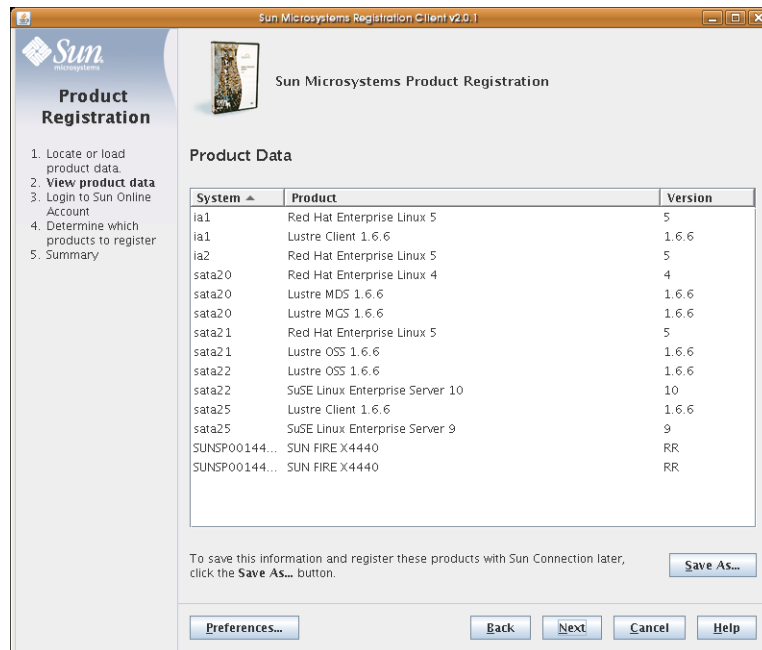 Sun Microsystems Registration Client v2.0.1
Sun
microsystems
Product
Registration
1. Locate or load
product data.
2. View product data
3. Login to Sun Online
Account
4. Determine which
products to register
5. Summary
Sun Microsystems Product Registration
Product Data
System Product Version
ia1 Red Hat Enterprise Linux 5 5
ia1 Lustre Client 1.6.6 1.6.6
ia2 Red Hat Enterprise Linux 5 5
sata20 Red Hat Enterprise Linux 4 4
sata20 Lustre MDS 1.6.6 1.6.6
sata20 Lustre MGS 1.6.6 1.6.6
sata21 Red Hat Enterprise Linux 5 5
sata21 Lustre OSS 1.6.6 1.6.6
sata22 Lustre OSS 1.6.6 1.6.6
sata22 SuSE Linux Enterprise Server 10 10
sata25 Lustre Client 1.6.6 1.6.6
sata25 SuSE Linux Enterprise Server 9 9
SUNSP00144... SUN FIRE X4440 RR
SUNSP00144... SUN FIRE X4440 RR
To save this information and register these products with Sun Connection later,
click the Save As... button.
Save As...
Preferences... Back Next Cancel Help